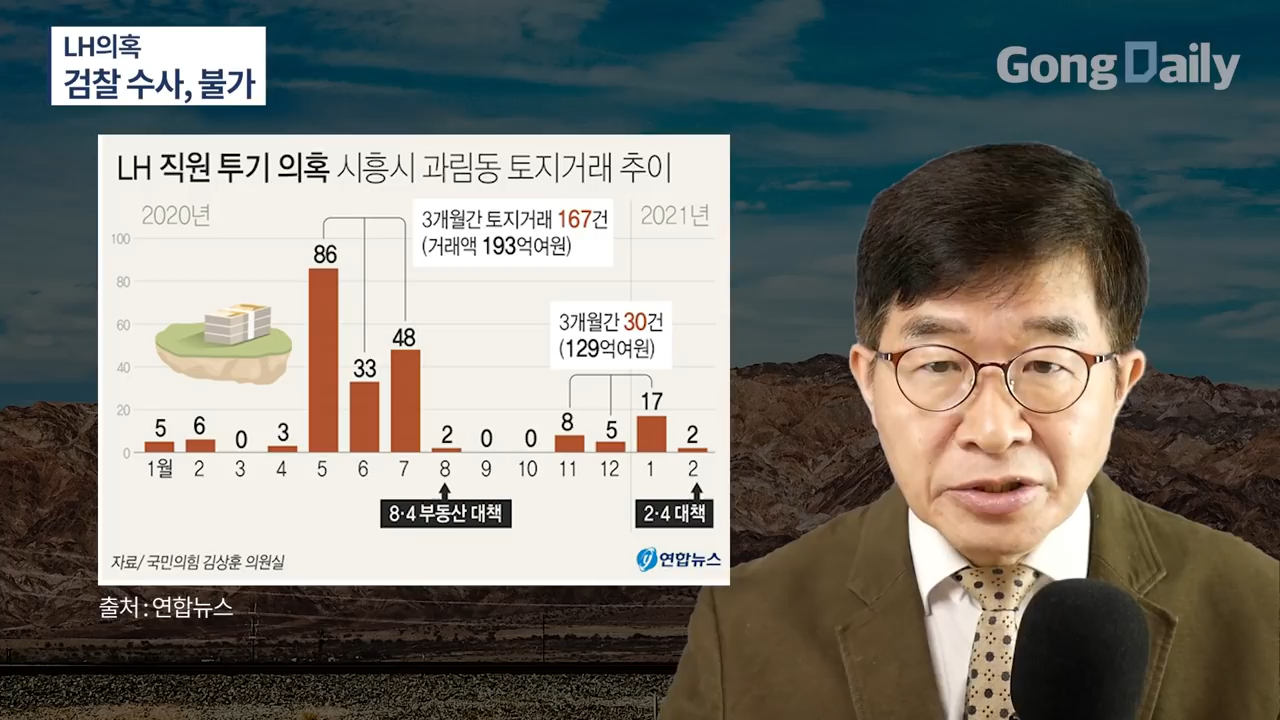 LH의혹
검찰 수사, 불가
Gong Daily
LH 직원 투기 의혹 시흥시 과림동 토지거래 추이
2020년
2021년
3개월간 토지거래 167건
(거래액 193억여원)
3개월간 30건
(129억여원)
100
80
60
40
20
0
5 6 0 3 86 33 48 2 0 0 8 5 17 2
1월 2 3 4 5 6 7 8 9 10 11 12 1 2
8·4 부동산 대책
2·4 대책
자료/ 국민의힘 김상훈 의원실
y 연합뉴스
출처 : 연합뉴스